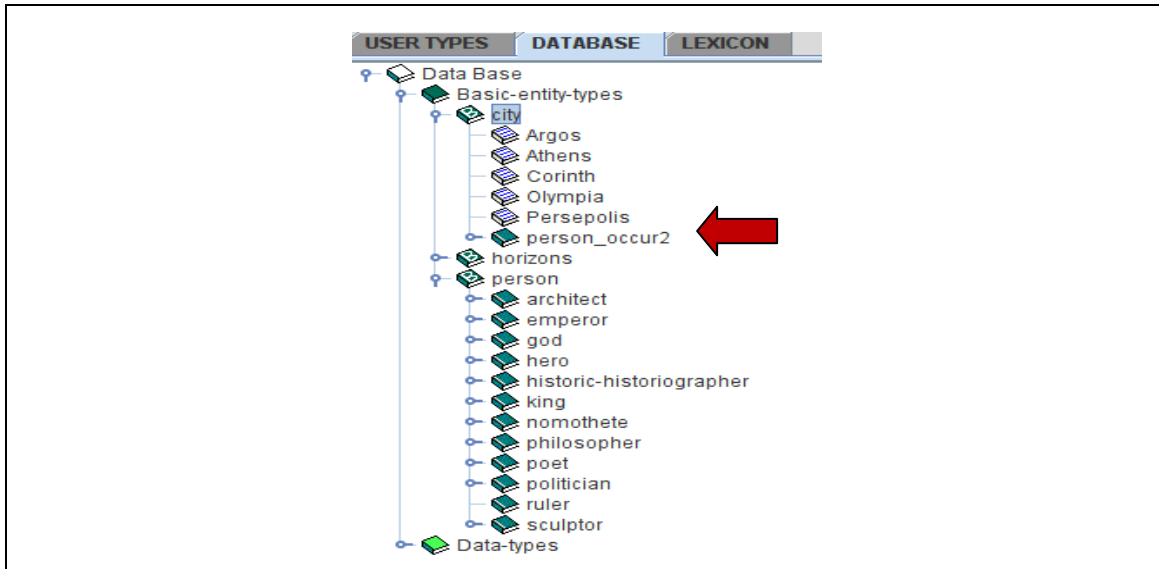 USER TYPES DATABASE LEXICON
Data Base
Basic-entity-types
city
Argos
Athens
Corinth
Olympia
Persepolis
person_occur2
horizons
person
architect
emperor
god
hero
historic-historiographer
king
nomothete
philosopher
poet
politician
ruler
sculptor
Data-types